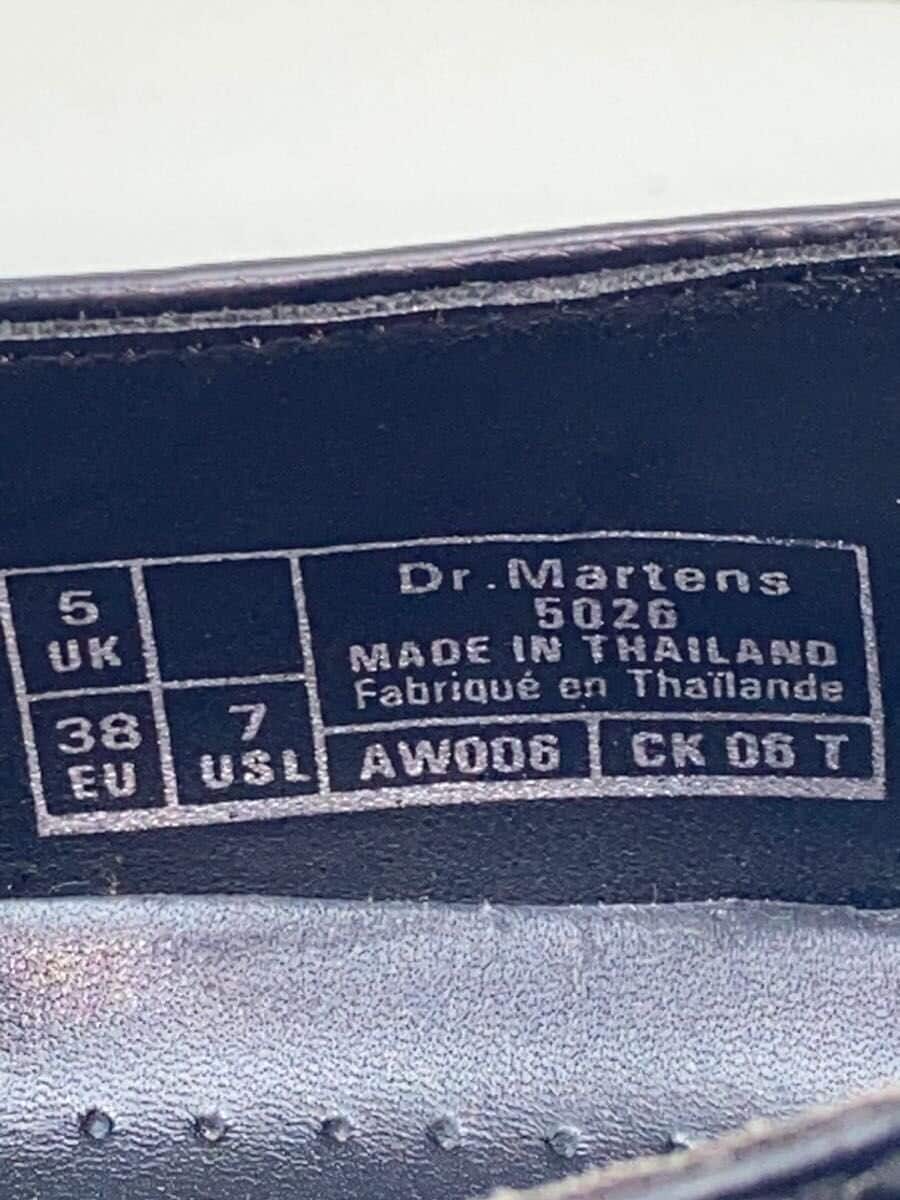 5
UK
38
EU
7
USL
Dr.Martens
5026
MADE IN THAILAND
Fabriqué en Thaïlande
AW006
CK 06 T